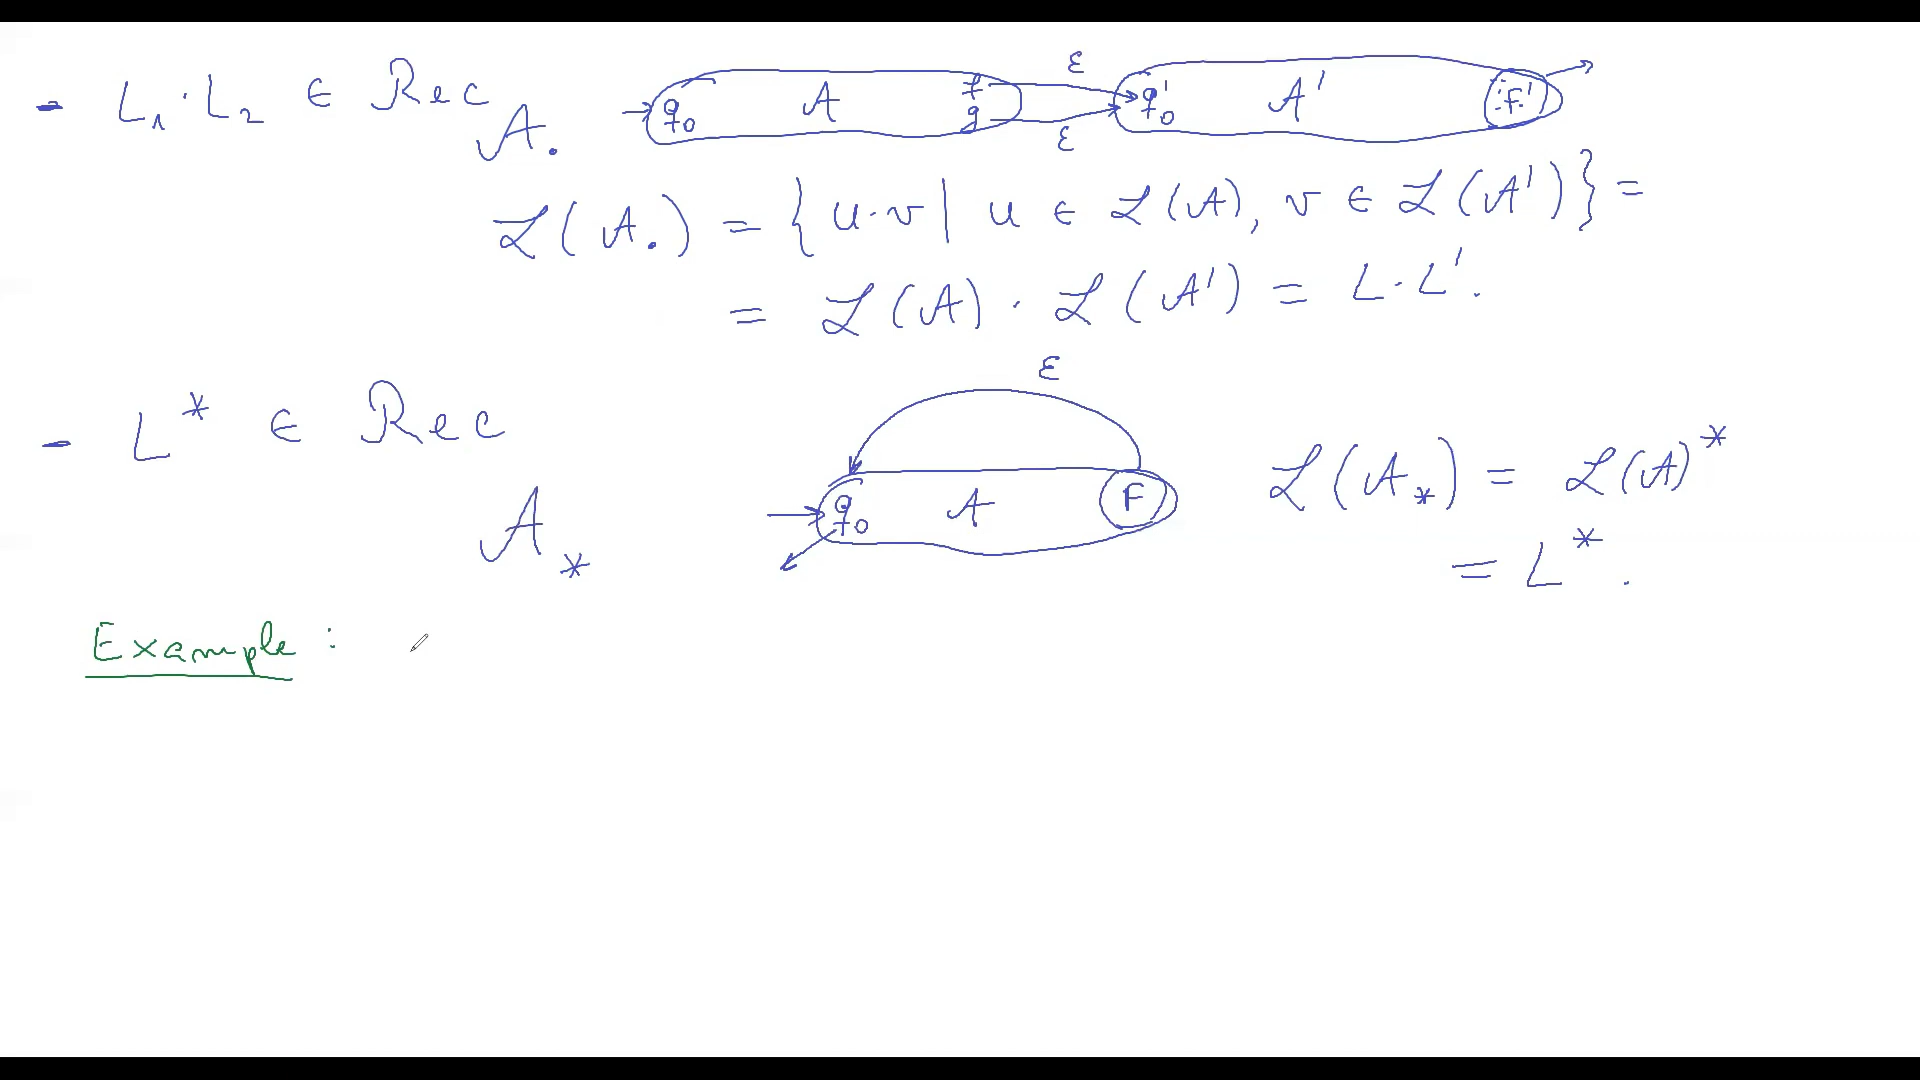 - L₁·L₂ ∈ Rec
A. → q₀ A f g ε ε q₀' A' F'
ℒ(A.) = { u·v | u ∈ ℒ(A), v ∈ ℒ(A') } =
= ℒ(A) · ℒ(A') = L·L'.
- L* ∈ Rec
A* ε → q₀ A F
ℒ(A*) = ℒ(A)*
= L*.
Example :